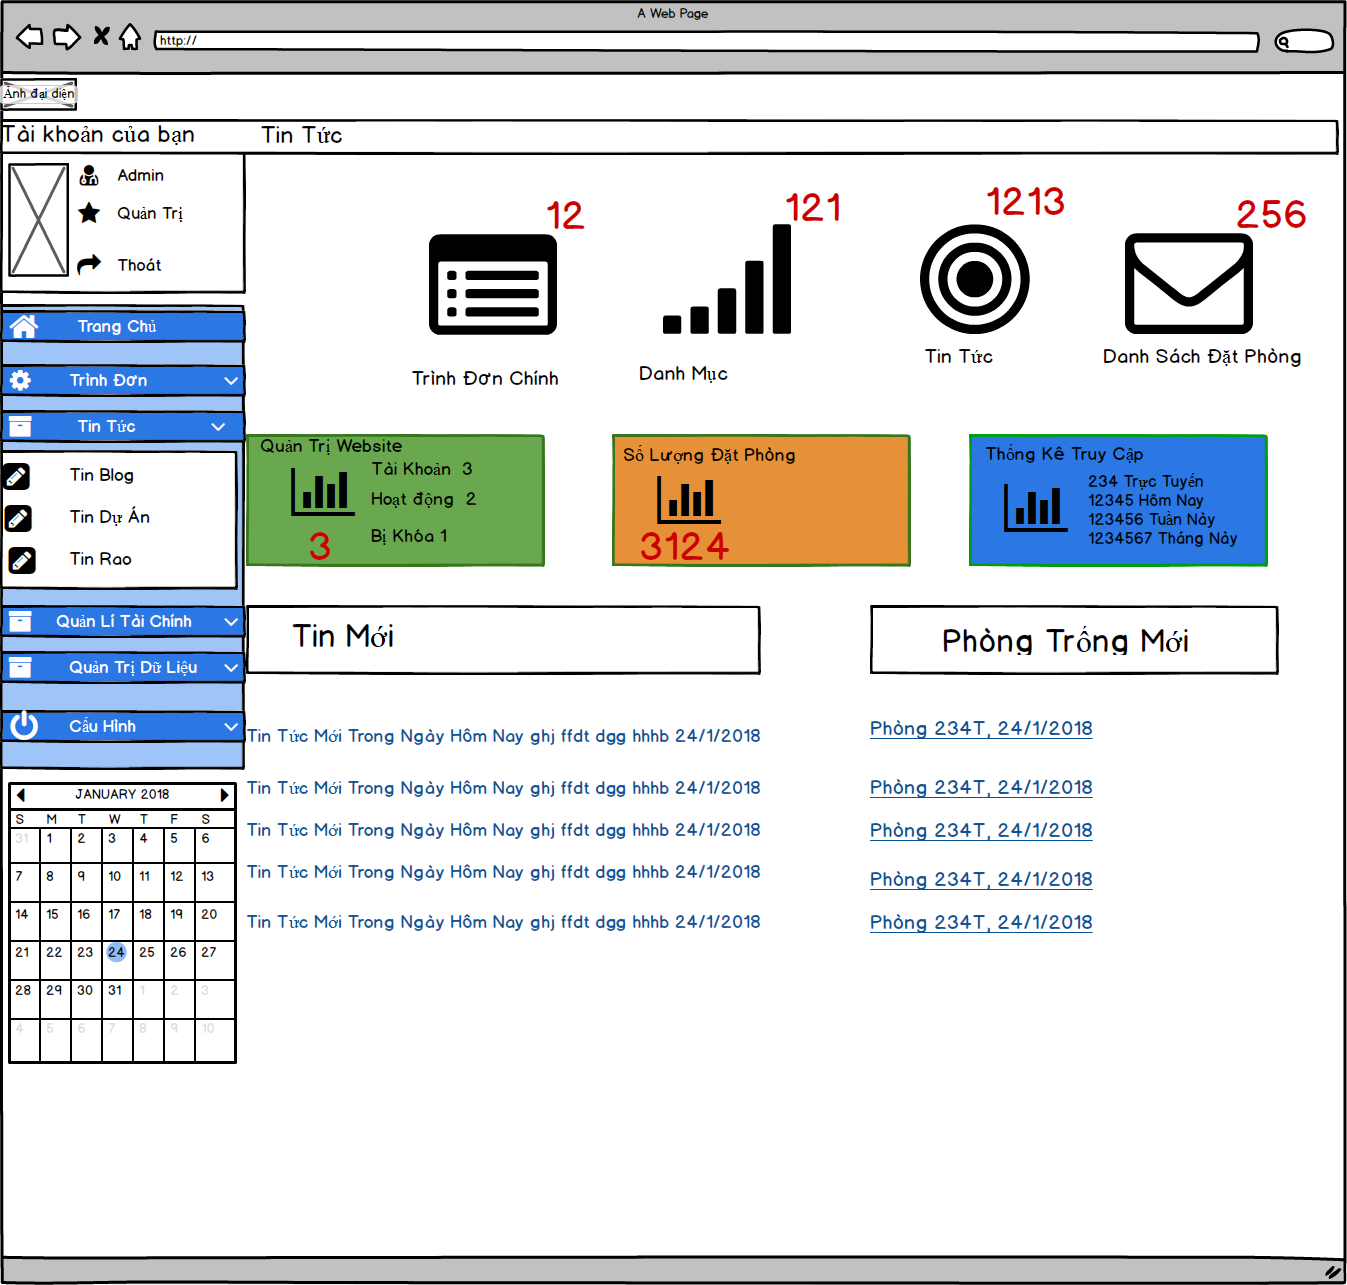 A Web Page
http://
Ảnh đại diện
Tài khoản của bạn
Tin Tức
Admin
Quản Trị
Thoát
12
121
1213
256
Trình Đơn Chính
Danh Mục
Tin Tức
Danh Sách Đặt Phòng
Trang Chủ
Trình Đơn
Tin Tức
Tin Blog
Tin Dự Án
Tin Rao
Quản Lí Tài Chính
Quản Trị Dữ Liệu
Cấu Hình
Quản Trị Website
Tài Khoản 3
Hoạt động 2
Bị Khóa 1
3
Số Lượng Đặt Phòng
3124
Thống Kê Truy Cập
234 Trực Tuyến
12345 Hôm Nay
123456 Tuần Này
1234567 Tháng Này
Tin Mới
Tin Tức Mới Trong Ngày Hôm Nay ghj ffdt dgg hhhb 24/1/2018
Tin Tức Mới Trong Ngày Hôm Nay ghj ffdt dgg hhhb 24/1/2018
Tin Tức Mới Trong Ngày Hôm Nay ghj ffdt dgg hhhb 24/1/2018
Tin Tức Mới Trong Ngày Hôm Nay ghj ffdt dgg hhhb 24/1/2018
Tin Tức Mới Trong Ngày Hôm Nay ghj ffdt dgg hhhb 24/1/2018
Phòng Trống Mới
Phòng 234T, 24/1/2018
Phòng 234T, 24/1/2018
Phòng 234T, 24/1/2018
Phòng 234T, 24/1/2018
Phòng 234T, 24/1/2018
JANUARY 2018
S M T W T F S
31 1 2 3 4 5 6
7 8 9 10 11 12 13
14 15 16 17 18 19 20
21 22 23 24 25 26 27
28 29 30 31 1 2 3
4 5 6 7 8 9 10